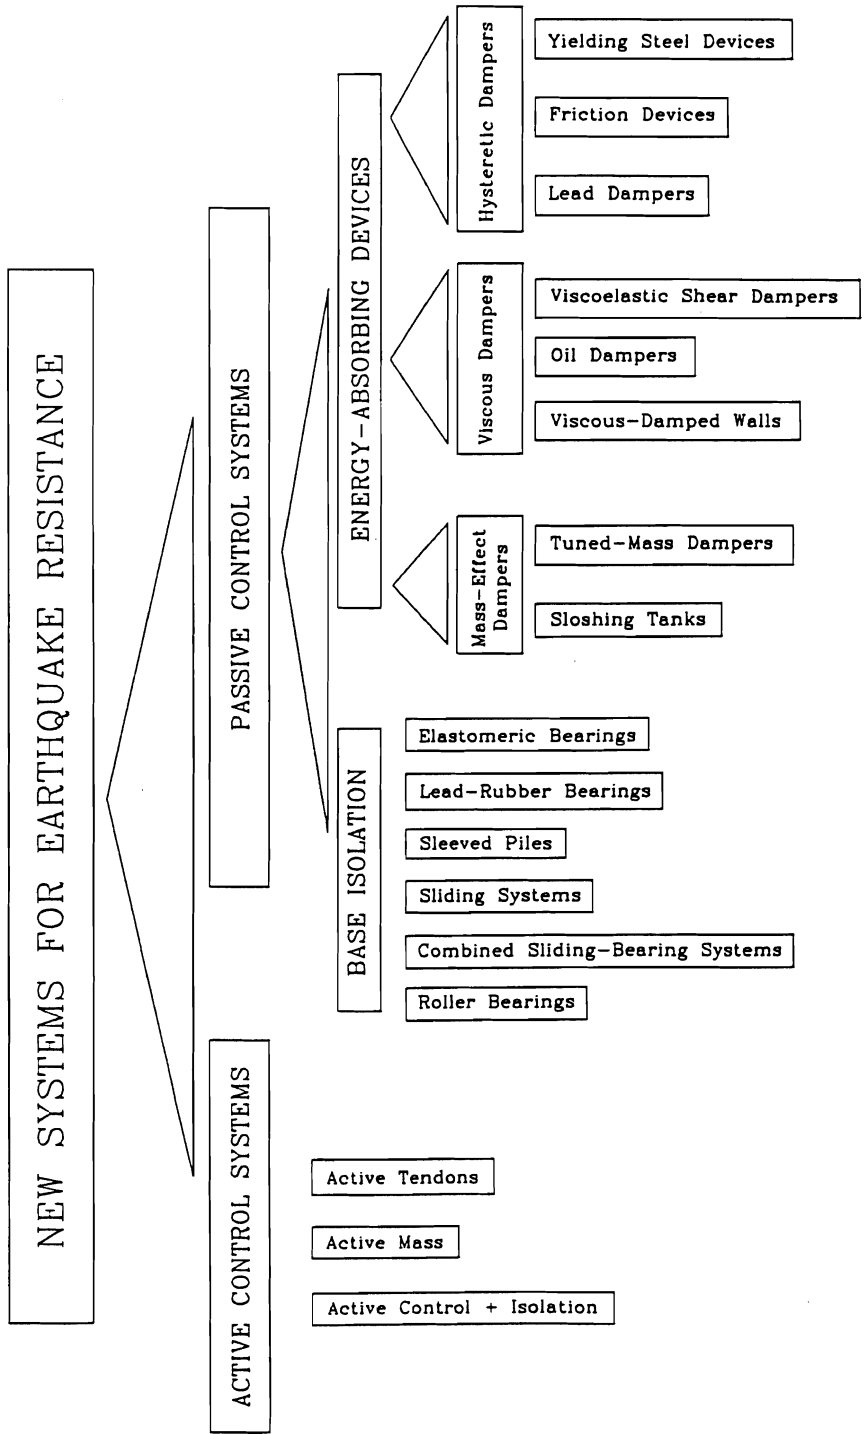 NEW SYSTEMS FOR EARTHQUAKE RESISTANCE
PASSIVE CONTROL SYSTEMS
ENERGY-ABSORBING DEVICES
Hysteretic Dampers
Yielding Steel Devices
Friction Devices
Lead Dampers
Viscous Dampers
Viscoelastic Shear Dampers
Oil Dampers
Viscous-Damped Walls
Mass-Effect
Dampers
Tuned-Mass Dampers
Sloshing Tanks
BASE ISOLATION
Elastomeric Bearings
Lead-Rubber Bearings
Sleeved Piles
Sliding Systems
Combined Sliding-Bearing Systems
Roller Bearings
ACTIVE CONTROL SYSTEMS
Active Tendons
Active Mass
Active Control + Isolation